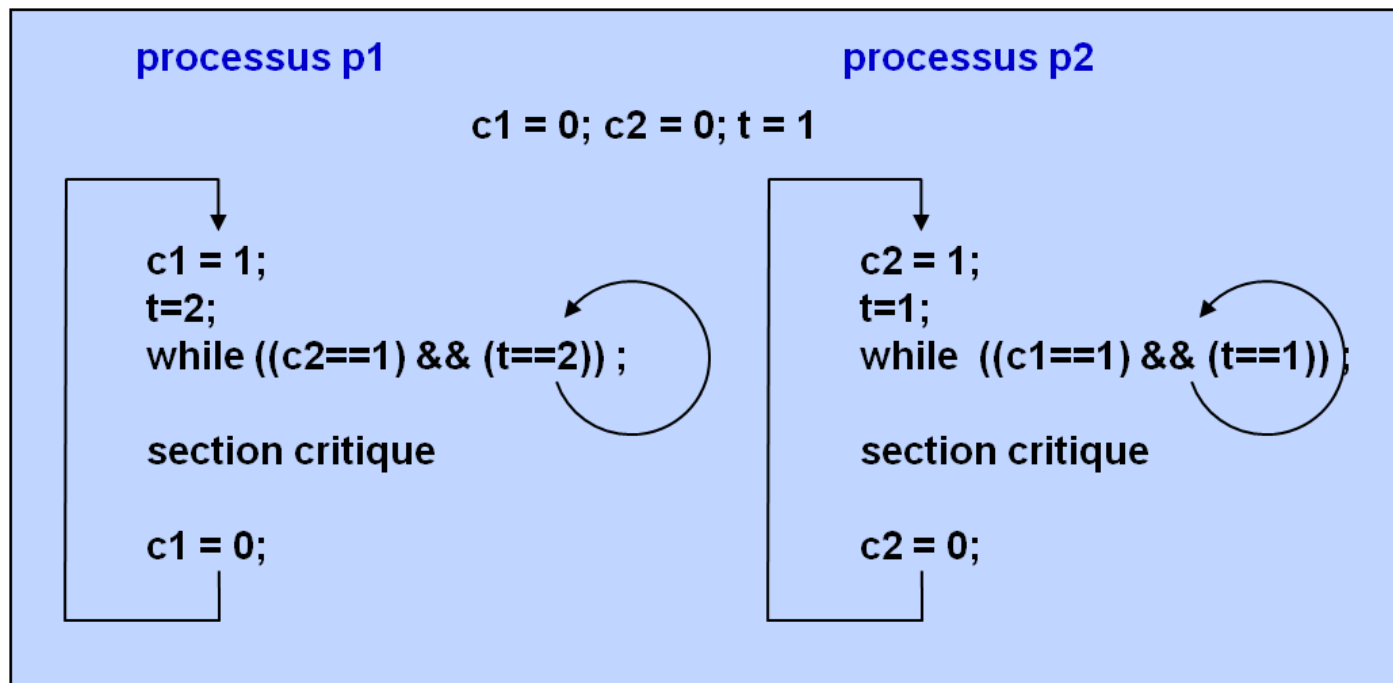 processus p1
processus p2
c1 = 0; c2 = 0; t = 1
c1 = 1;
t=2;
while ((c2==1) && (t==2)) ;
section critique
c1 = 0;
c2 = 1;
t=1;
while ((c1==1) && (t==1)) ;
section critique
c2 = 0;